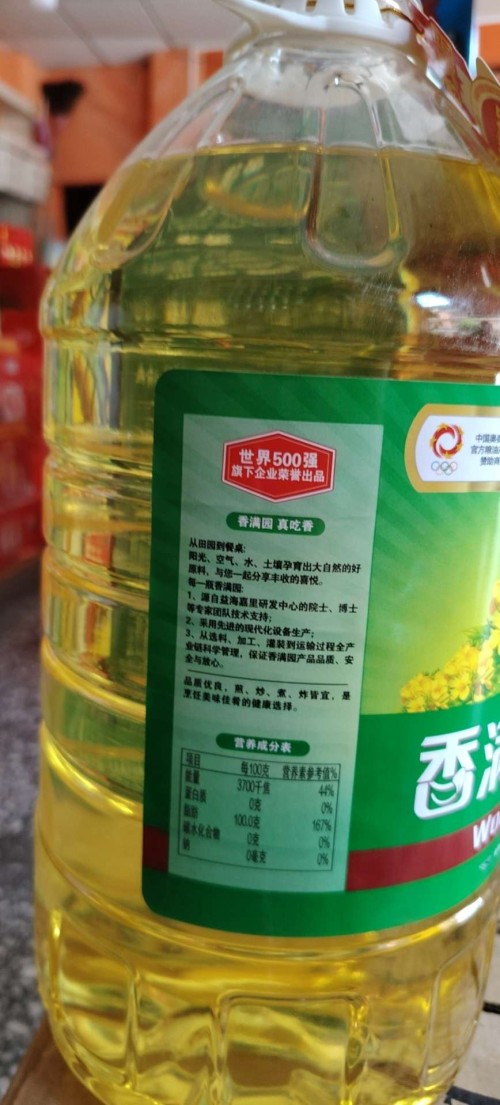 世界500强
旗下企业荣誉出品
香满园 真吃香
从田园到餐桌:
阳光、空气、水、土壤孕育出大自然的好
原料，与您一起分享丰收的喜悦。
每一瓶香满园:
1、源自益海嘉里研发中心的院士、博士
等专家团队技术支持;
2、采用先进的现代化设备生产;
3、从选料、加工、灌装到运输过程全产
业链科学管理，保证香满园产品品质、安
全与放心。
品质优良，煎、炒、煮、炸皆宜，是
烹饪美味佳肴的健康选择。
营养成分表
项目 每100克 营养素参考值%
能量 3700千焦 44%
蛋白质 0克 0%
脂肪 100.0克 167%
碳水化合物 0克 0%
钠 0毫克 0%
中国奥
官方粮油
赞助商
香满